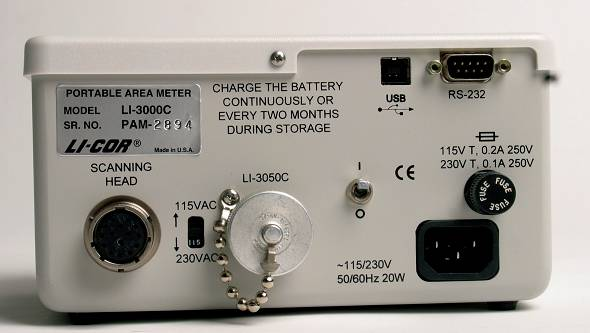 PORTABLE AREA METER
MODEL LI-3000C
SR. NO. PAM-2894
LI-COR®
Made in U.S.A.
CHARGE THE BATTERY
CONTINUOUSLY OR
EVERY TWO MONTHS
DURING STORAGE
USB
RS-232
SCANNING
HEAD
115VAC
115
230VAC
LI-3050C
I
O
CE
115V T, 0.2A 250V
230V T, 0.1A 250V
FUSE
FUSE
FUSE
~115/230V
50/60Hz 20W